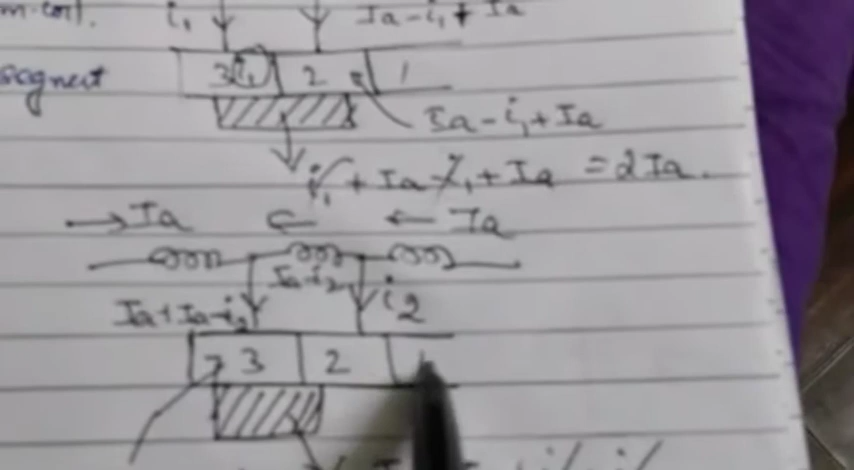 m-coil. i₁ Ia-i₁+Ia
segment 3 i₁ 2 1
Ia-i₁+Ia
i₁+Ia-i₁+Ia = 2Ia.
→Ia ← ←Ia
Ia-i₂
Ia+Ia-i₂ i2
3 2